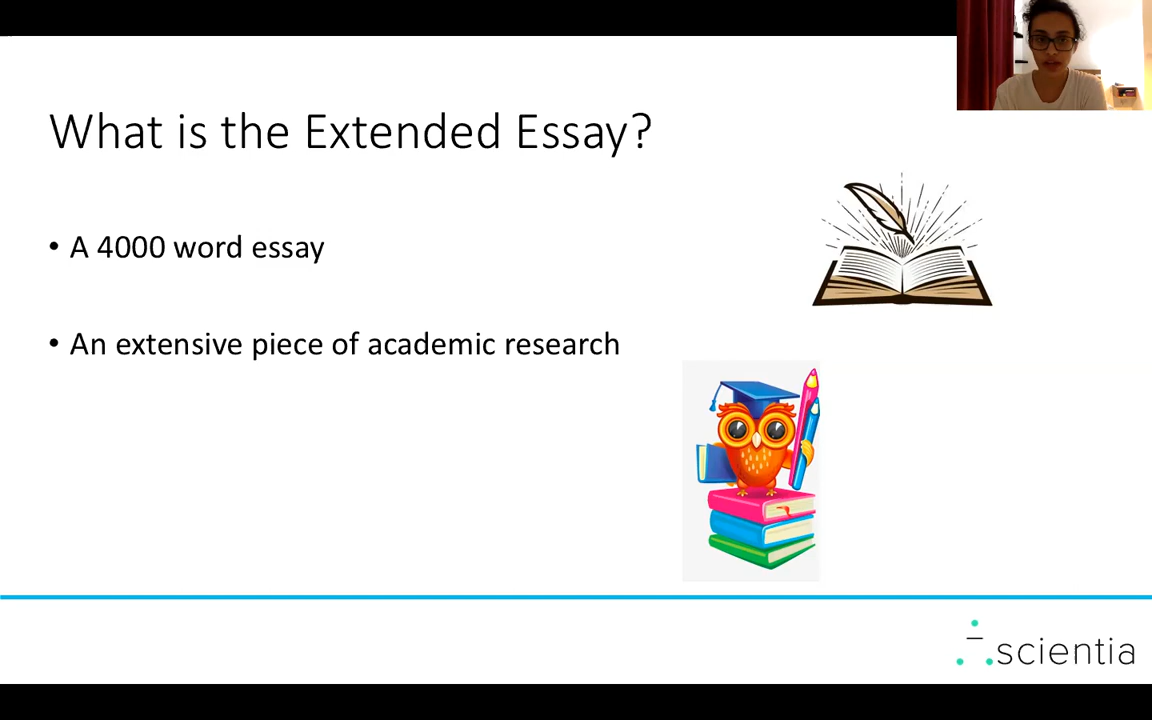 What is the Extended Essay?
• A 4000 word essay
• An extensive piece of academic research
scientia